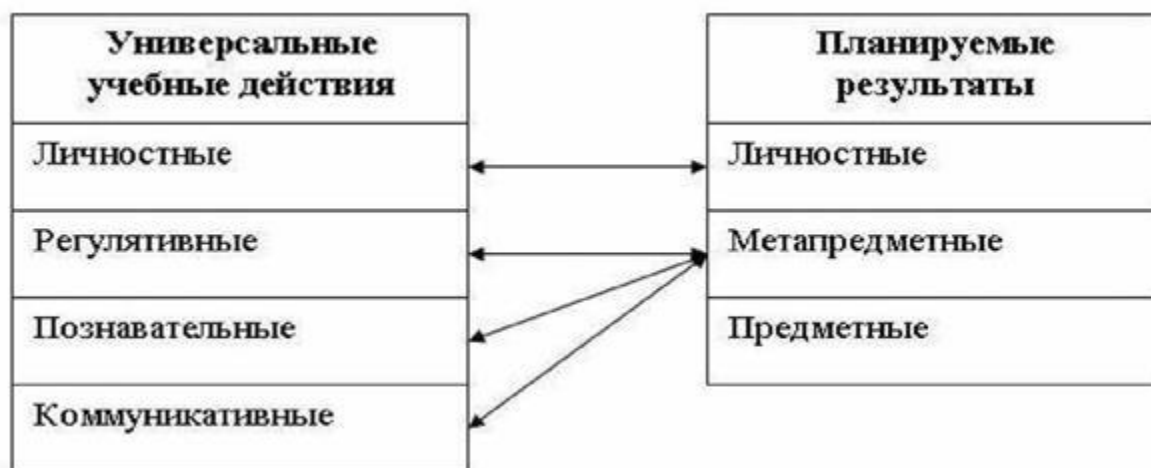 Универсальные
учебные действия
Личностные
Регулятивные
Познавательные
Коммуникативные
Планируемые
результаты
Личностные
Метапредметные
Предметные